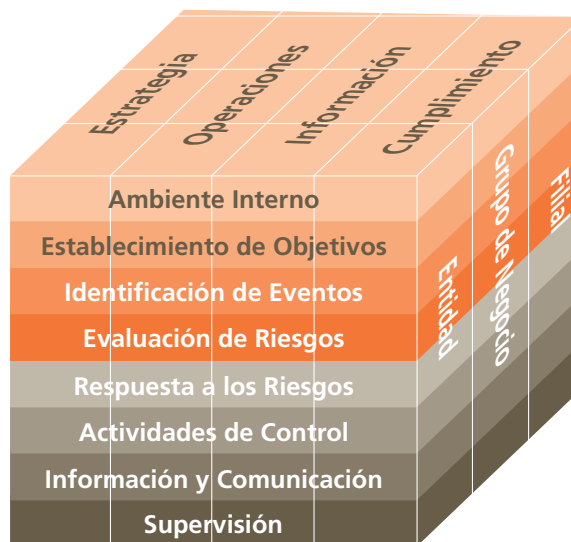 Estrategia
Operaciones
Información
Cumplimiento
Ambiente Interno
Establecimiento de Objetivos
Identificación de Eventos
Evaluación de Riesgos
Respuesta a los Riesgos
Actividades de Control
Información y Comunicación
Supervisión
Entidad
Grupo de Negocio
Filial